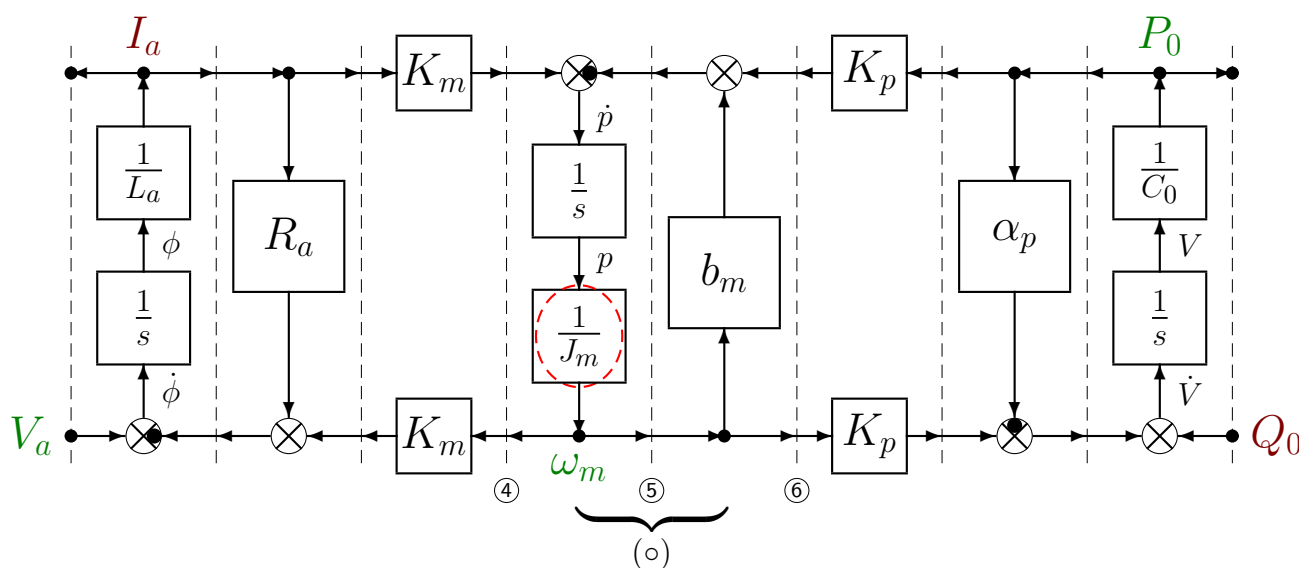 I_a P_0
K_m K_p
ṗ
1/L_a 1/s 1/C_0
R_a α_p
ϕ p V
b_m
1/s 1/J_m 1/s
ϕ̇ V̇
V_a K_m K_p Q_0
ω_m
④ ⑤ ⑥
(∘)